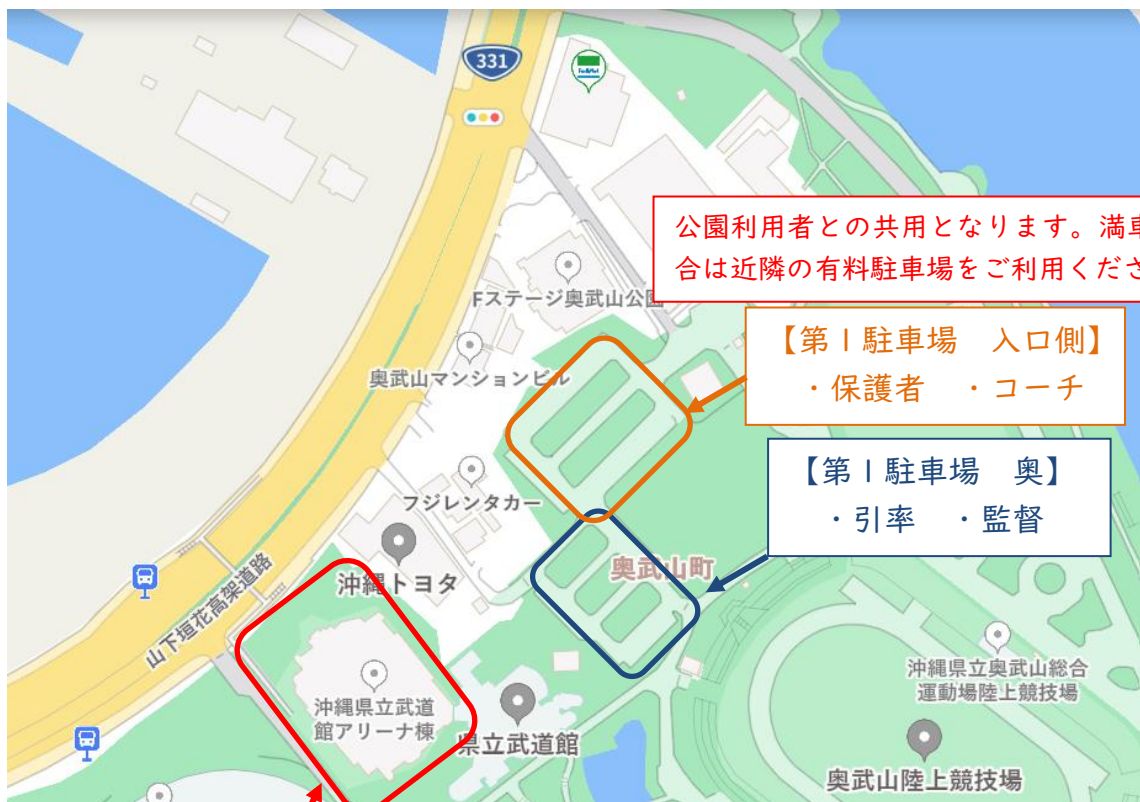 331
公園利用者との共用となります。満車
合は近隣の有料駐車場をご利用くださ
Fステージ奥武山公園
【第1駐車場 入口側】
・保護者 ・コーチ
奥武山マンションビル
【第1駐車場 奥】
・引率 ・監督
フジレンタカー
奥武山町
沖縄トヨタ
山下垣花高架道路
沖縄県立奥武山総合
運動場陸上競技場
沖縄県立武道
館アリーナ棟
県立武道館
奥武山陸上競技場